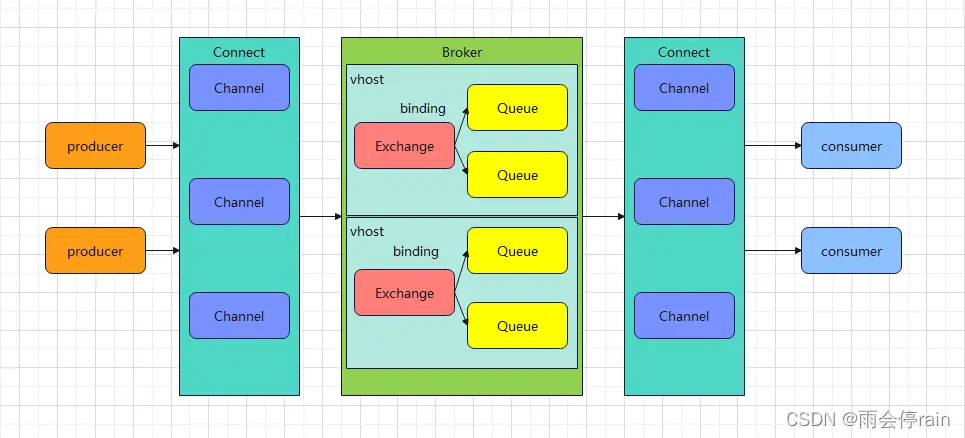 Connect
Broker
Connect
Channel
vhost
binding
Queue
Channel
producer
Exchange
consumer
Queue
Channel
Channel
vhost
producer
binding
Queue
consumer
Exchange
Channel
Queue
Channel
CSDN @雨会停rain